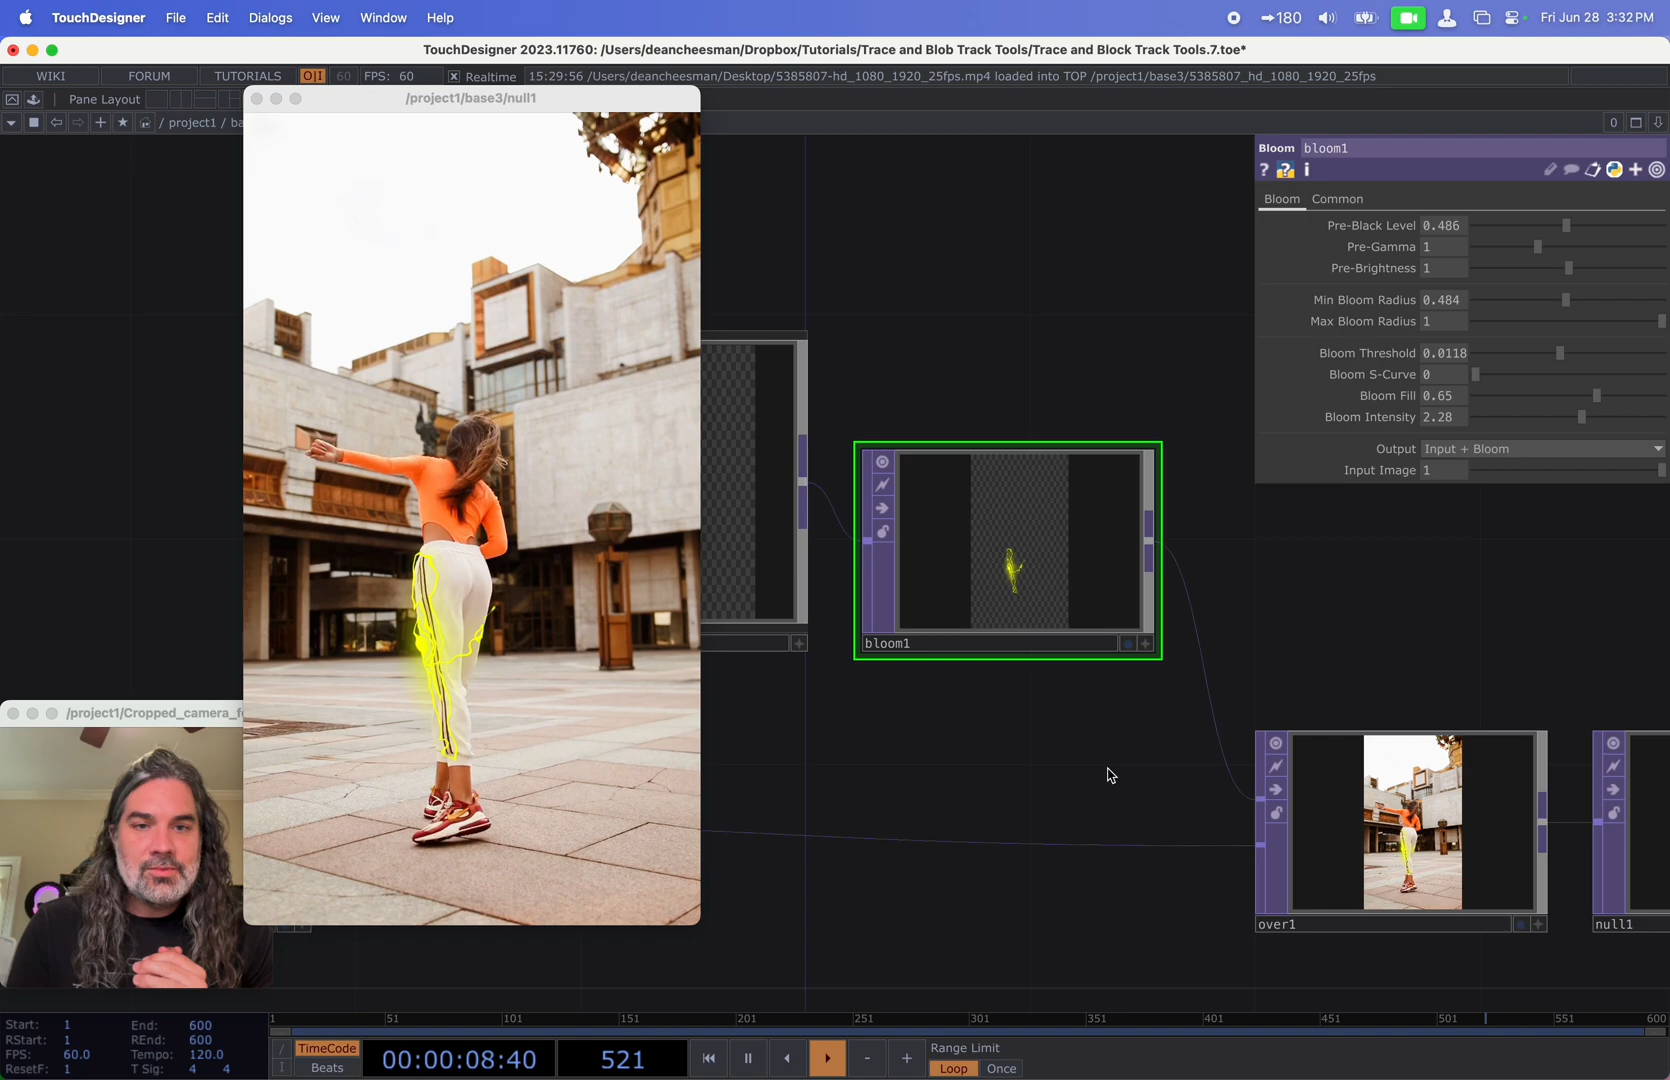 TouchDesigner File Edit Dialogs View Window Help
180 Fri Jun 28 3:32 PM
TouchDesigner 2023.11760: /Users/deancheesman/Dropbox/Tutorials/Trace and Blob Track Tools/Trace and Block Track Tools.7.toe*
WIKI FORUM TUTORIALS O|I 60 FPS: 60 X Realtime 15:29:56 /Users/deancheesman/Desktop/5385807-hd_1080_1920_25fps.mp4 loaded into TOP /project1/base3/5385807_hd_1080_1920_25fps
Pane Layout /project1/base3/null1
/ project1 / ba 0
Bloom bloom1
? ? i
Bloom Common
Pre-Black Level 0.486
Pre-Gamma 1
Pre-Brightness 1
Min Bloom Radius 0.484
Max Bloom Radius 1
Bloom Threshold 0.0118
Bloom S-Curve 0
Bloom Fill 0.65
Bloom Intensity 2.28
Output Input + Bloom
Input Image 1
bloom1
/project1/Cropped_camera_f
over1 null1
1 51 101 151 201 251 301 351 401 451 501 551 600
Start: 1 End: 600
RStart: 1 REnd: 600
FPS: 60.0 Tempo: 120.0
ResetF: 1 T Sig: 4 4
TimeCode
Beats
00:00:08:40 521
- +
Range Limit
Loop Once